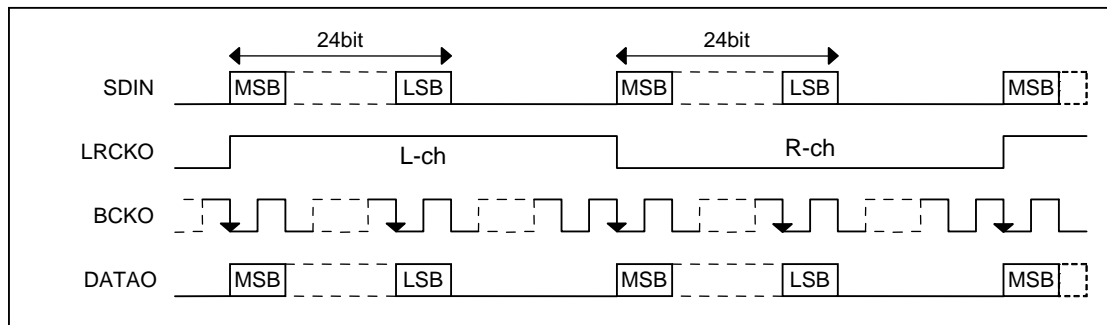 24bit 24bit
SDIN MSB LSB MSB LSB MSB
LRCKO L-ch R-ch
BCKO
DATAO MSB LSB MSB LSB MSB